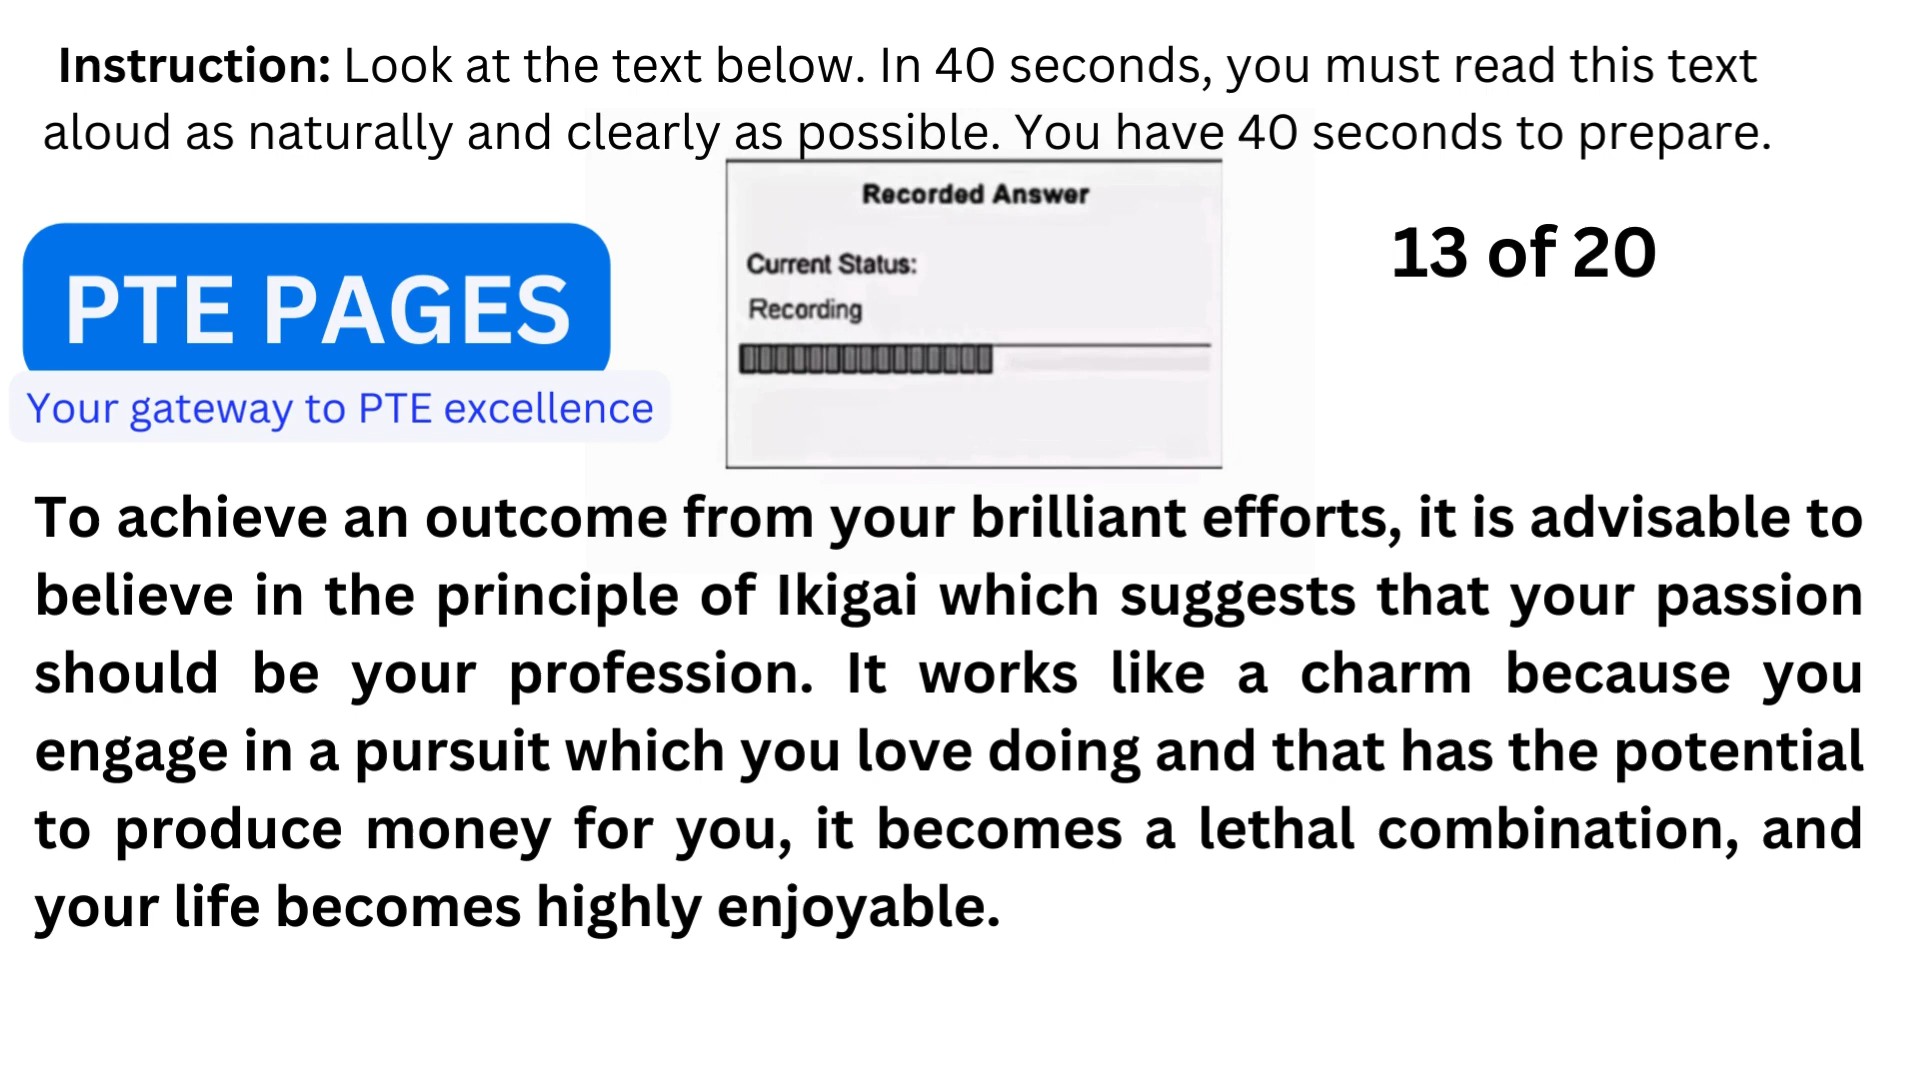 Instruction: Look at the text below. In 40 seconds, you must read this text
aloud as naturally and clearly as possible. You have 40 seconds to prepare.
Recorded Answer
Current Status:
Recording
PTE PAGES
Your gateway to PTE excellence
13 of 20
To achieve an outcome from your brilliant efforts, it is advisable to
believe in the principle of Ikigai which suggests that your passion
should be your profession. It works like a charm because you
engage in a pursuit which you love doing and that has the potential
to produce money for you, it becomes a lethal combination, and
your life becomes highly enjoyable.